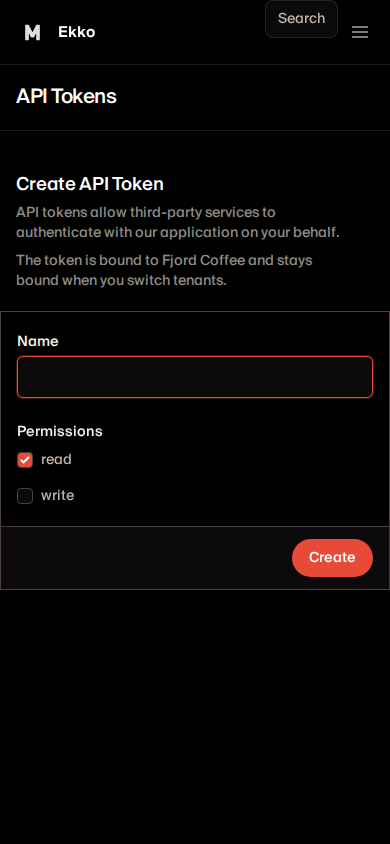 Ekko
Search
API Tokens
Create API Token
API tokens allow third-party services to
authenticate with our application on your behalf.
The token is bound to Fjord Coffee and stays
bound when you switch tenants.
Name
Permissions
read
write
Create